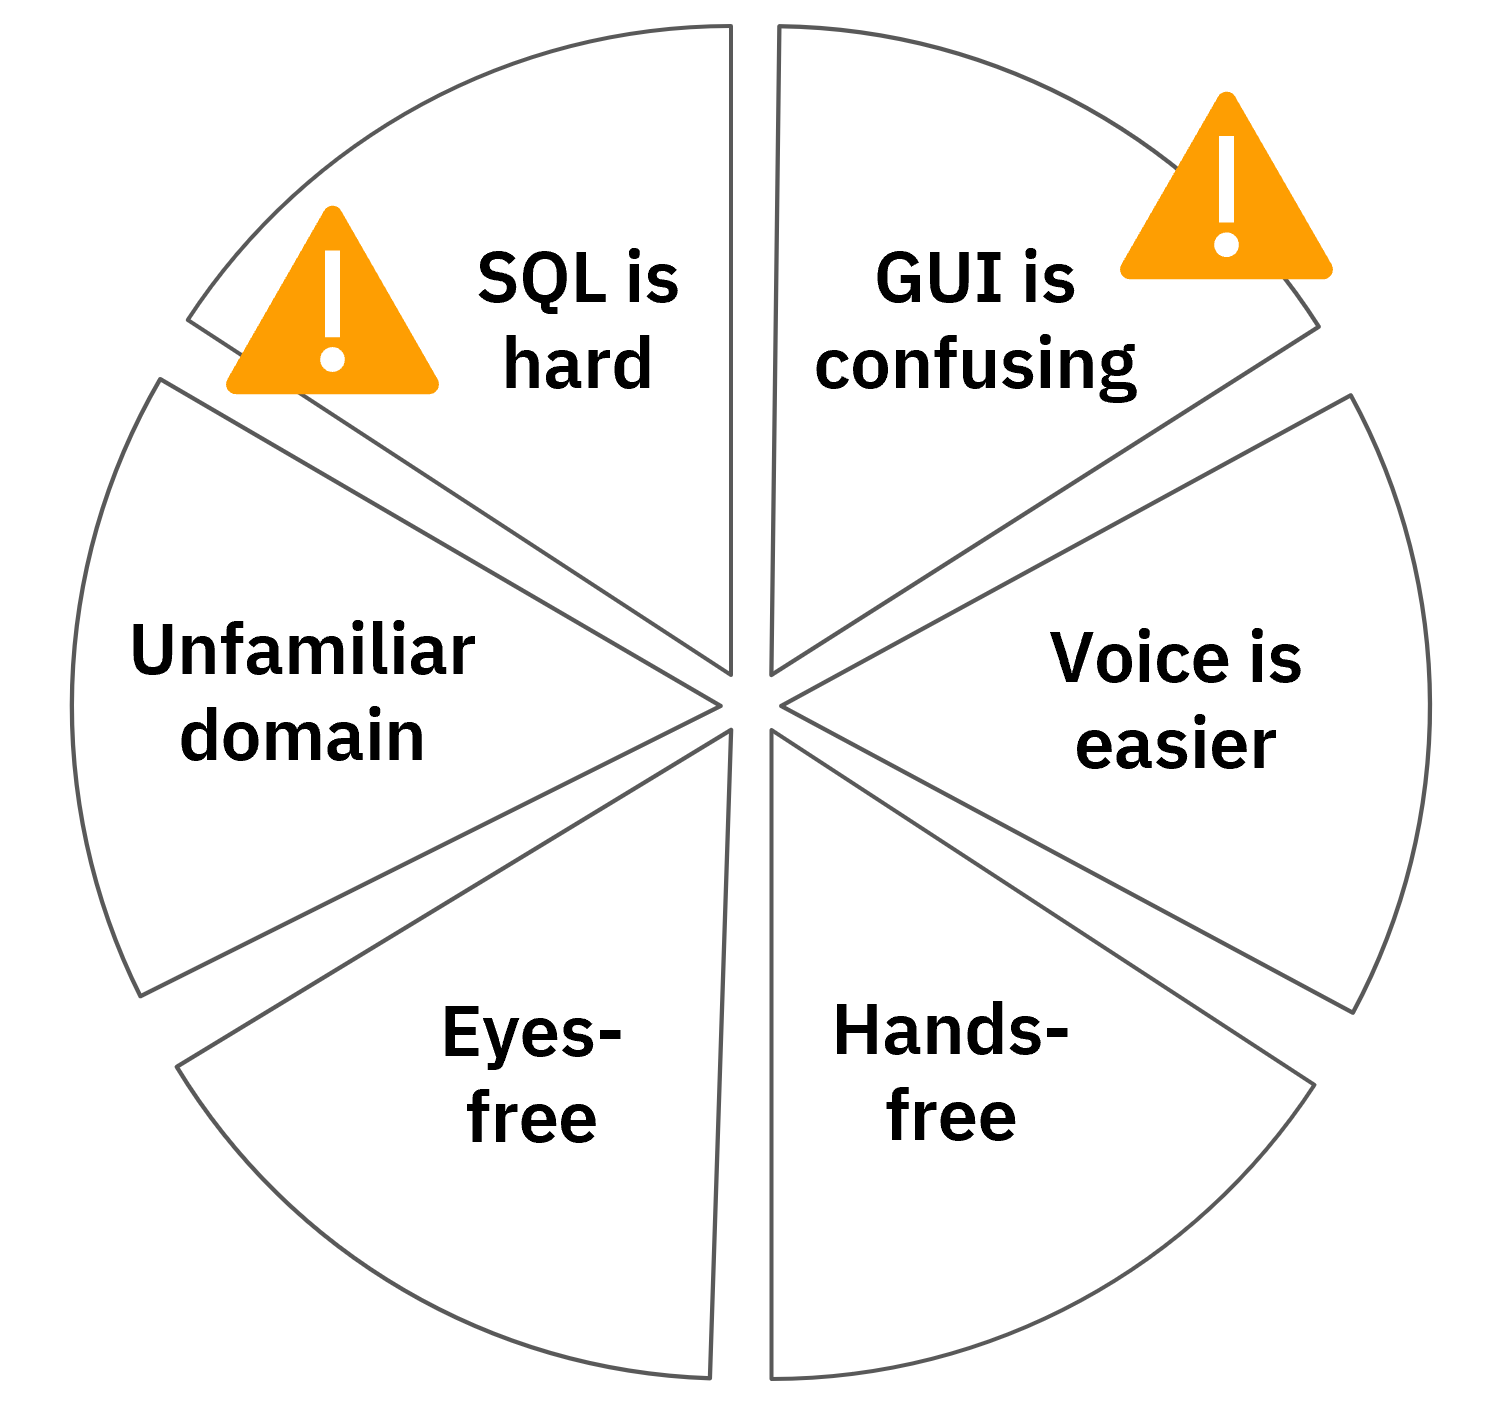 SQL is
hard
GUI is
confusing
Unfamiliar
domain
Voice is
easier
Eyes-
free
Hands-
free